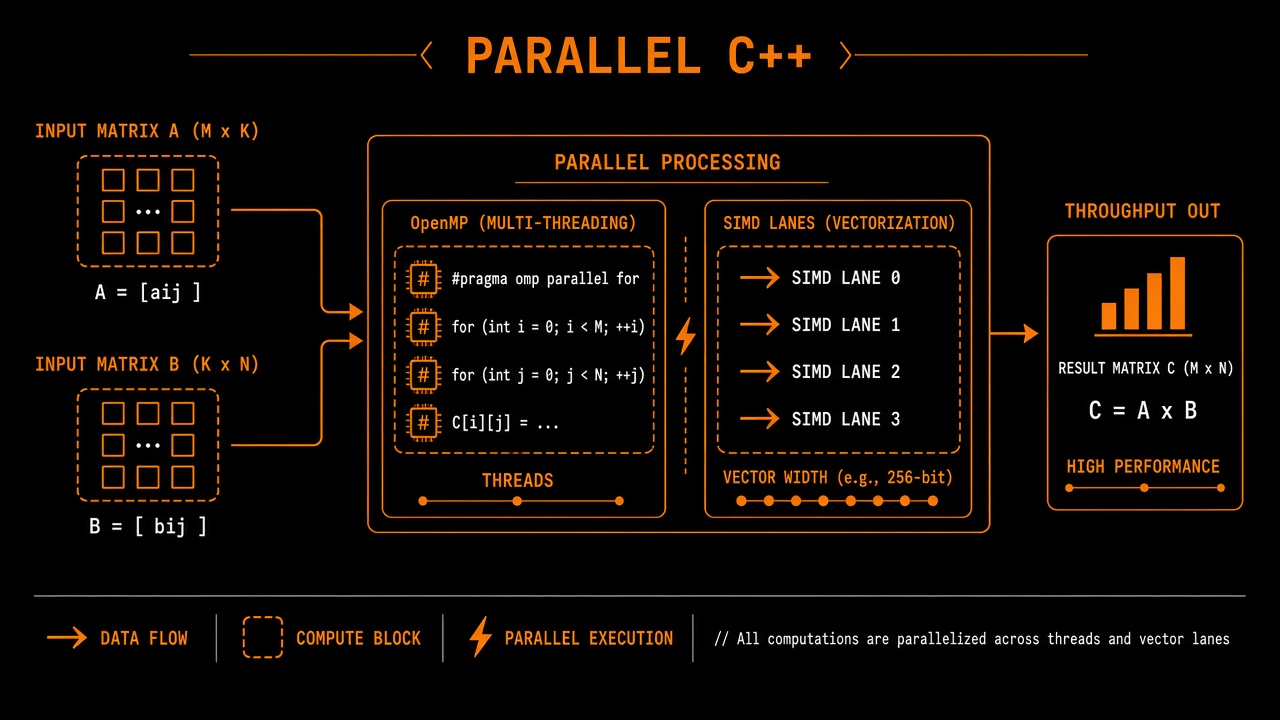 PARALLEL C++
INPUT MATRIX A (M x K)
...
A = [aij ]
INPUT MATRIX B (K x N)
...
B = [ bij ]
PARALLEL PROCESSING
OpenMP (MULTI-THREADING)
# #pragma omp parallel for
# for (int i = 0; i < M; ++i)
# for (int j = 0; j < N; ++j)
# C[i][j] = ...
THREADS
SIMD LANES (VECTORIZATION)
SIMD LANE 0
SIMD LANE 1
SIMD LANE 2
SIMD LANE 3
VECTOR WIDTH (e.g., 256-bit)
THROUGHPUT OUT
RESULT MATRIX C (M x N)
C = A x B
HIGH PERFORMANCE
DATA FLOW
COMPUTE BLOCK
PARALLEL EXECUTION
// All computations are parallelized across threads and vector lanes